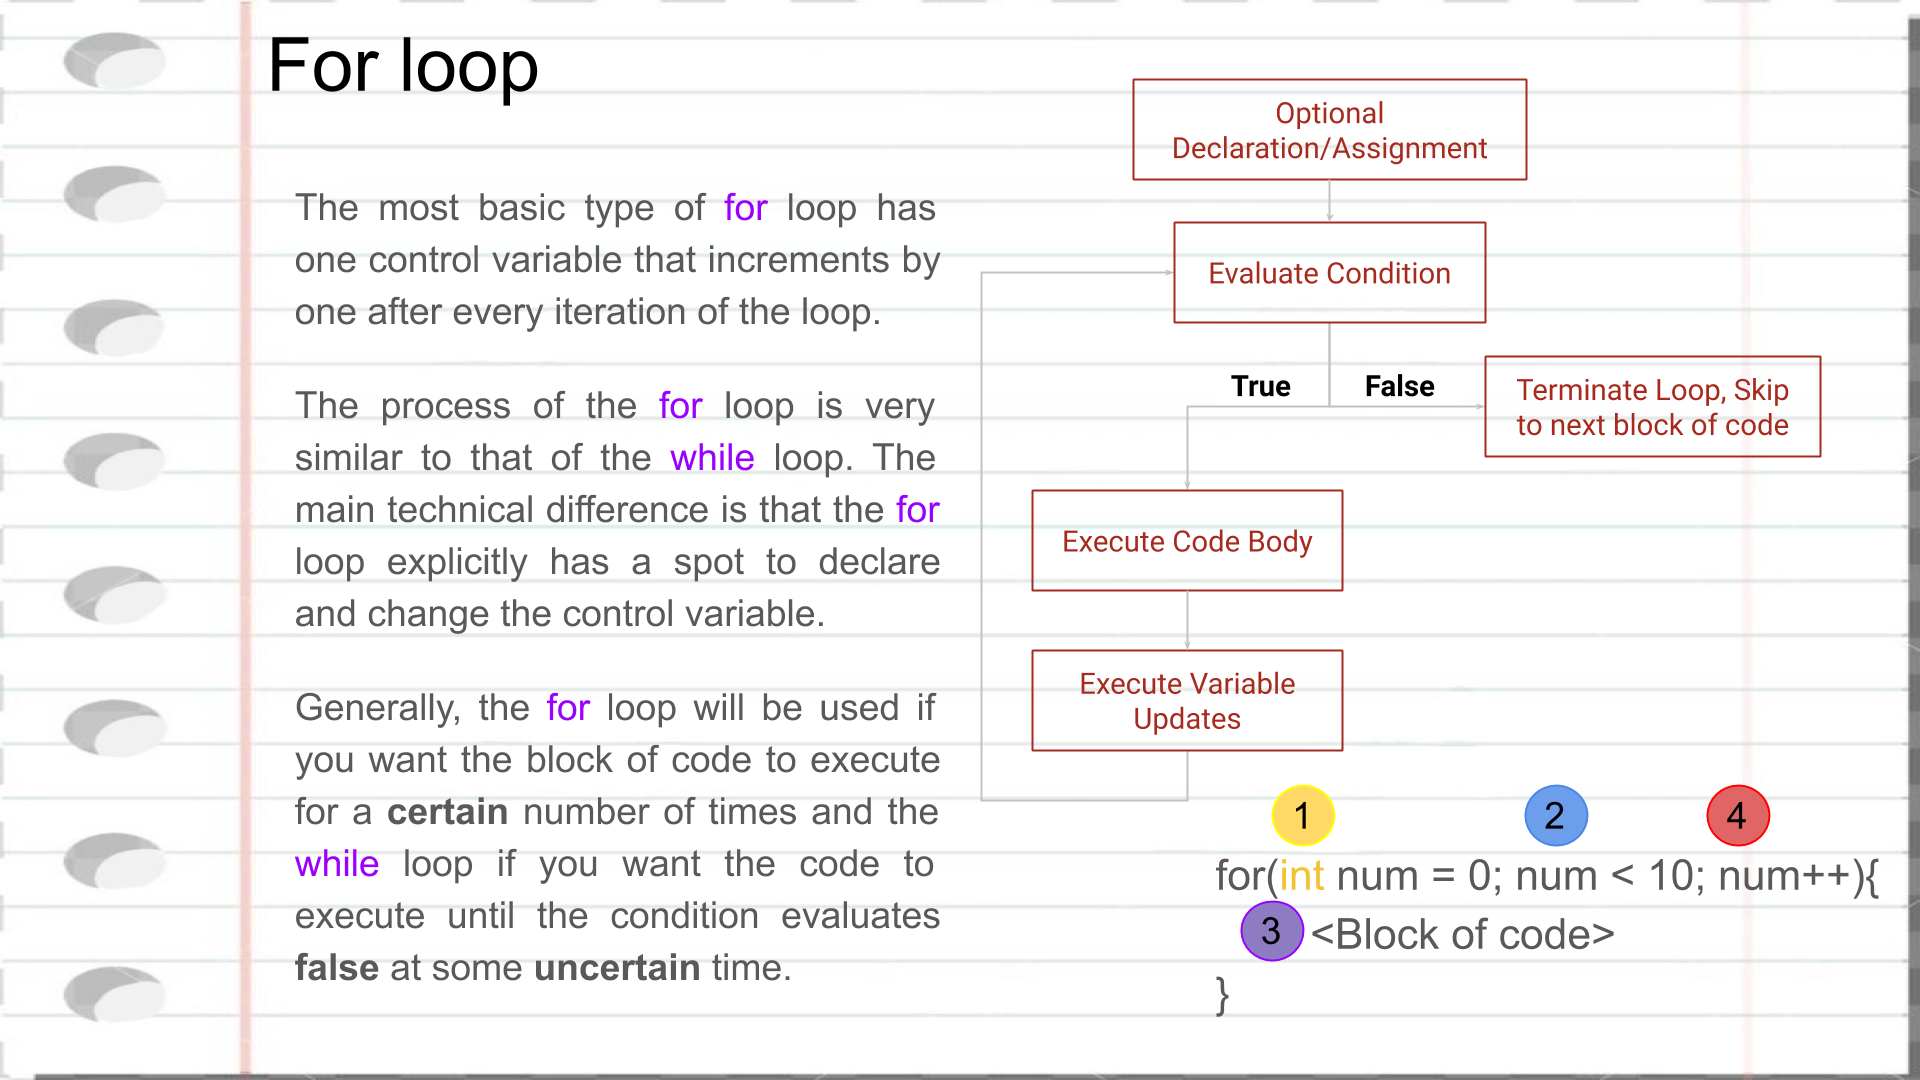 For loop
The most basic type of for loop has
one control variable that increments by
one after every iteration of the loop.
The process of the for loop is very
similar to that of the while loop. The
main technical difference is that the for
loop explicitly has a spot to declare
and change the control variable.
Generally, the for loop will be used if
you want the block of code to execute
for a certain number of times and the
while loop if you want the code to
execute until the condition evaluates
false at some uncertain time.
Optional
Declaration/Assignment
Evaluate Condition
True
False
Terminate Loop, Skip
to next block of code
Execute Code Body
Execute Variable
Updates
1
2
4
for(int num = 0; num < 10; num++){
3 <Block of code>
}